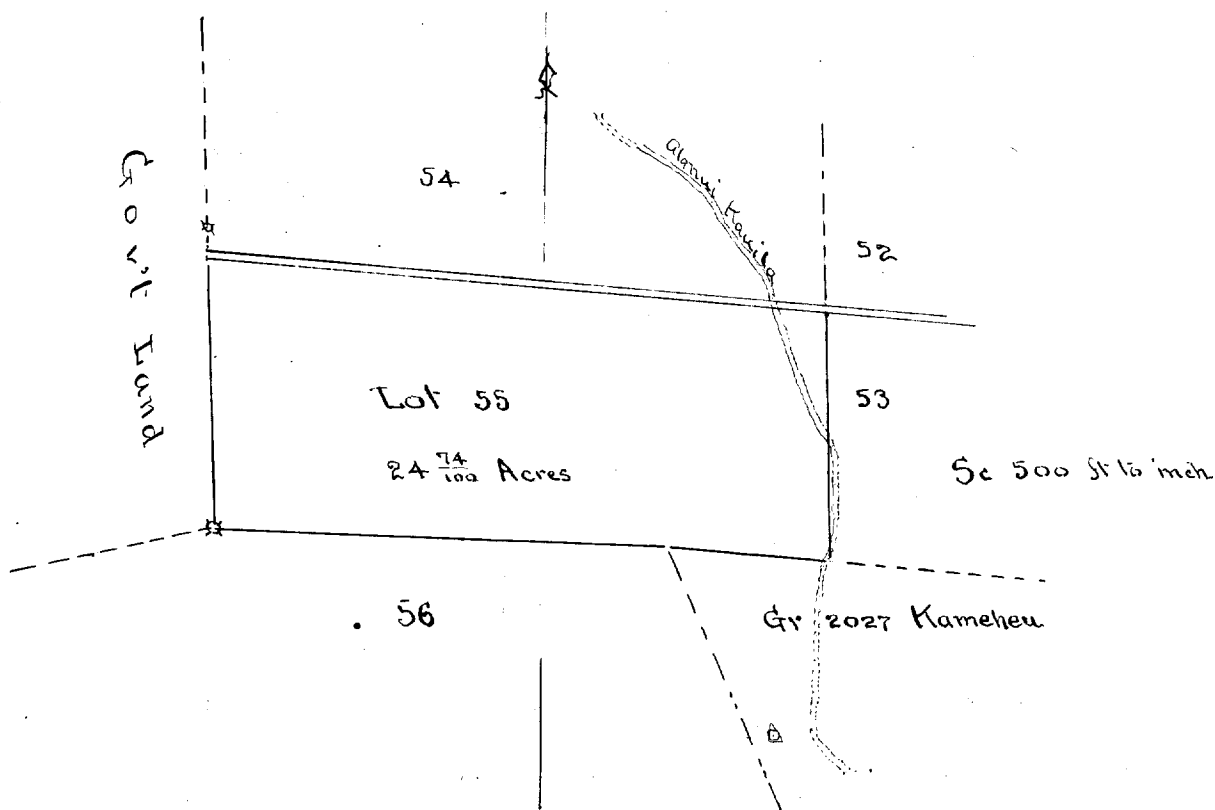 Gov't Land
54
Alanui Kahiko
52
Lot 55
24 74/100 Acres
53
Sc 500 ft to inch
56
Gr 2027 Kameheu